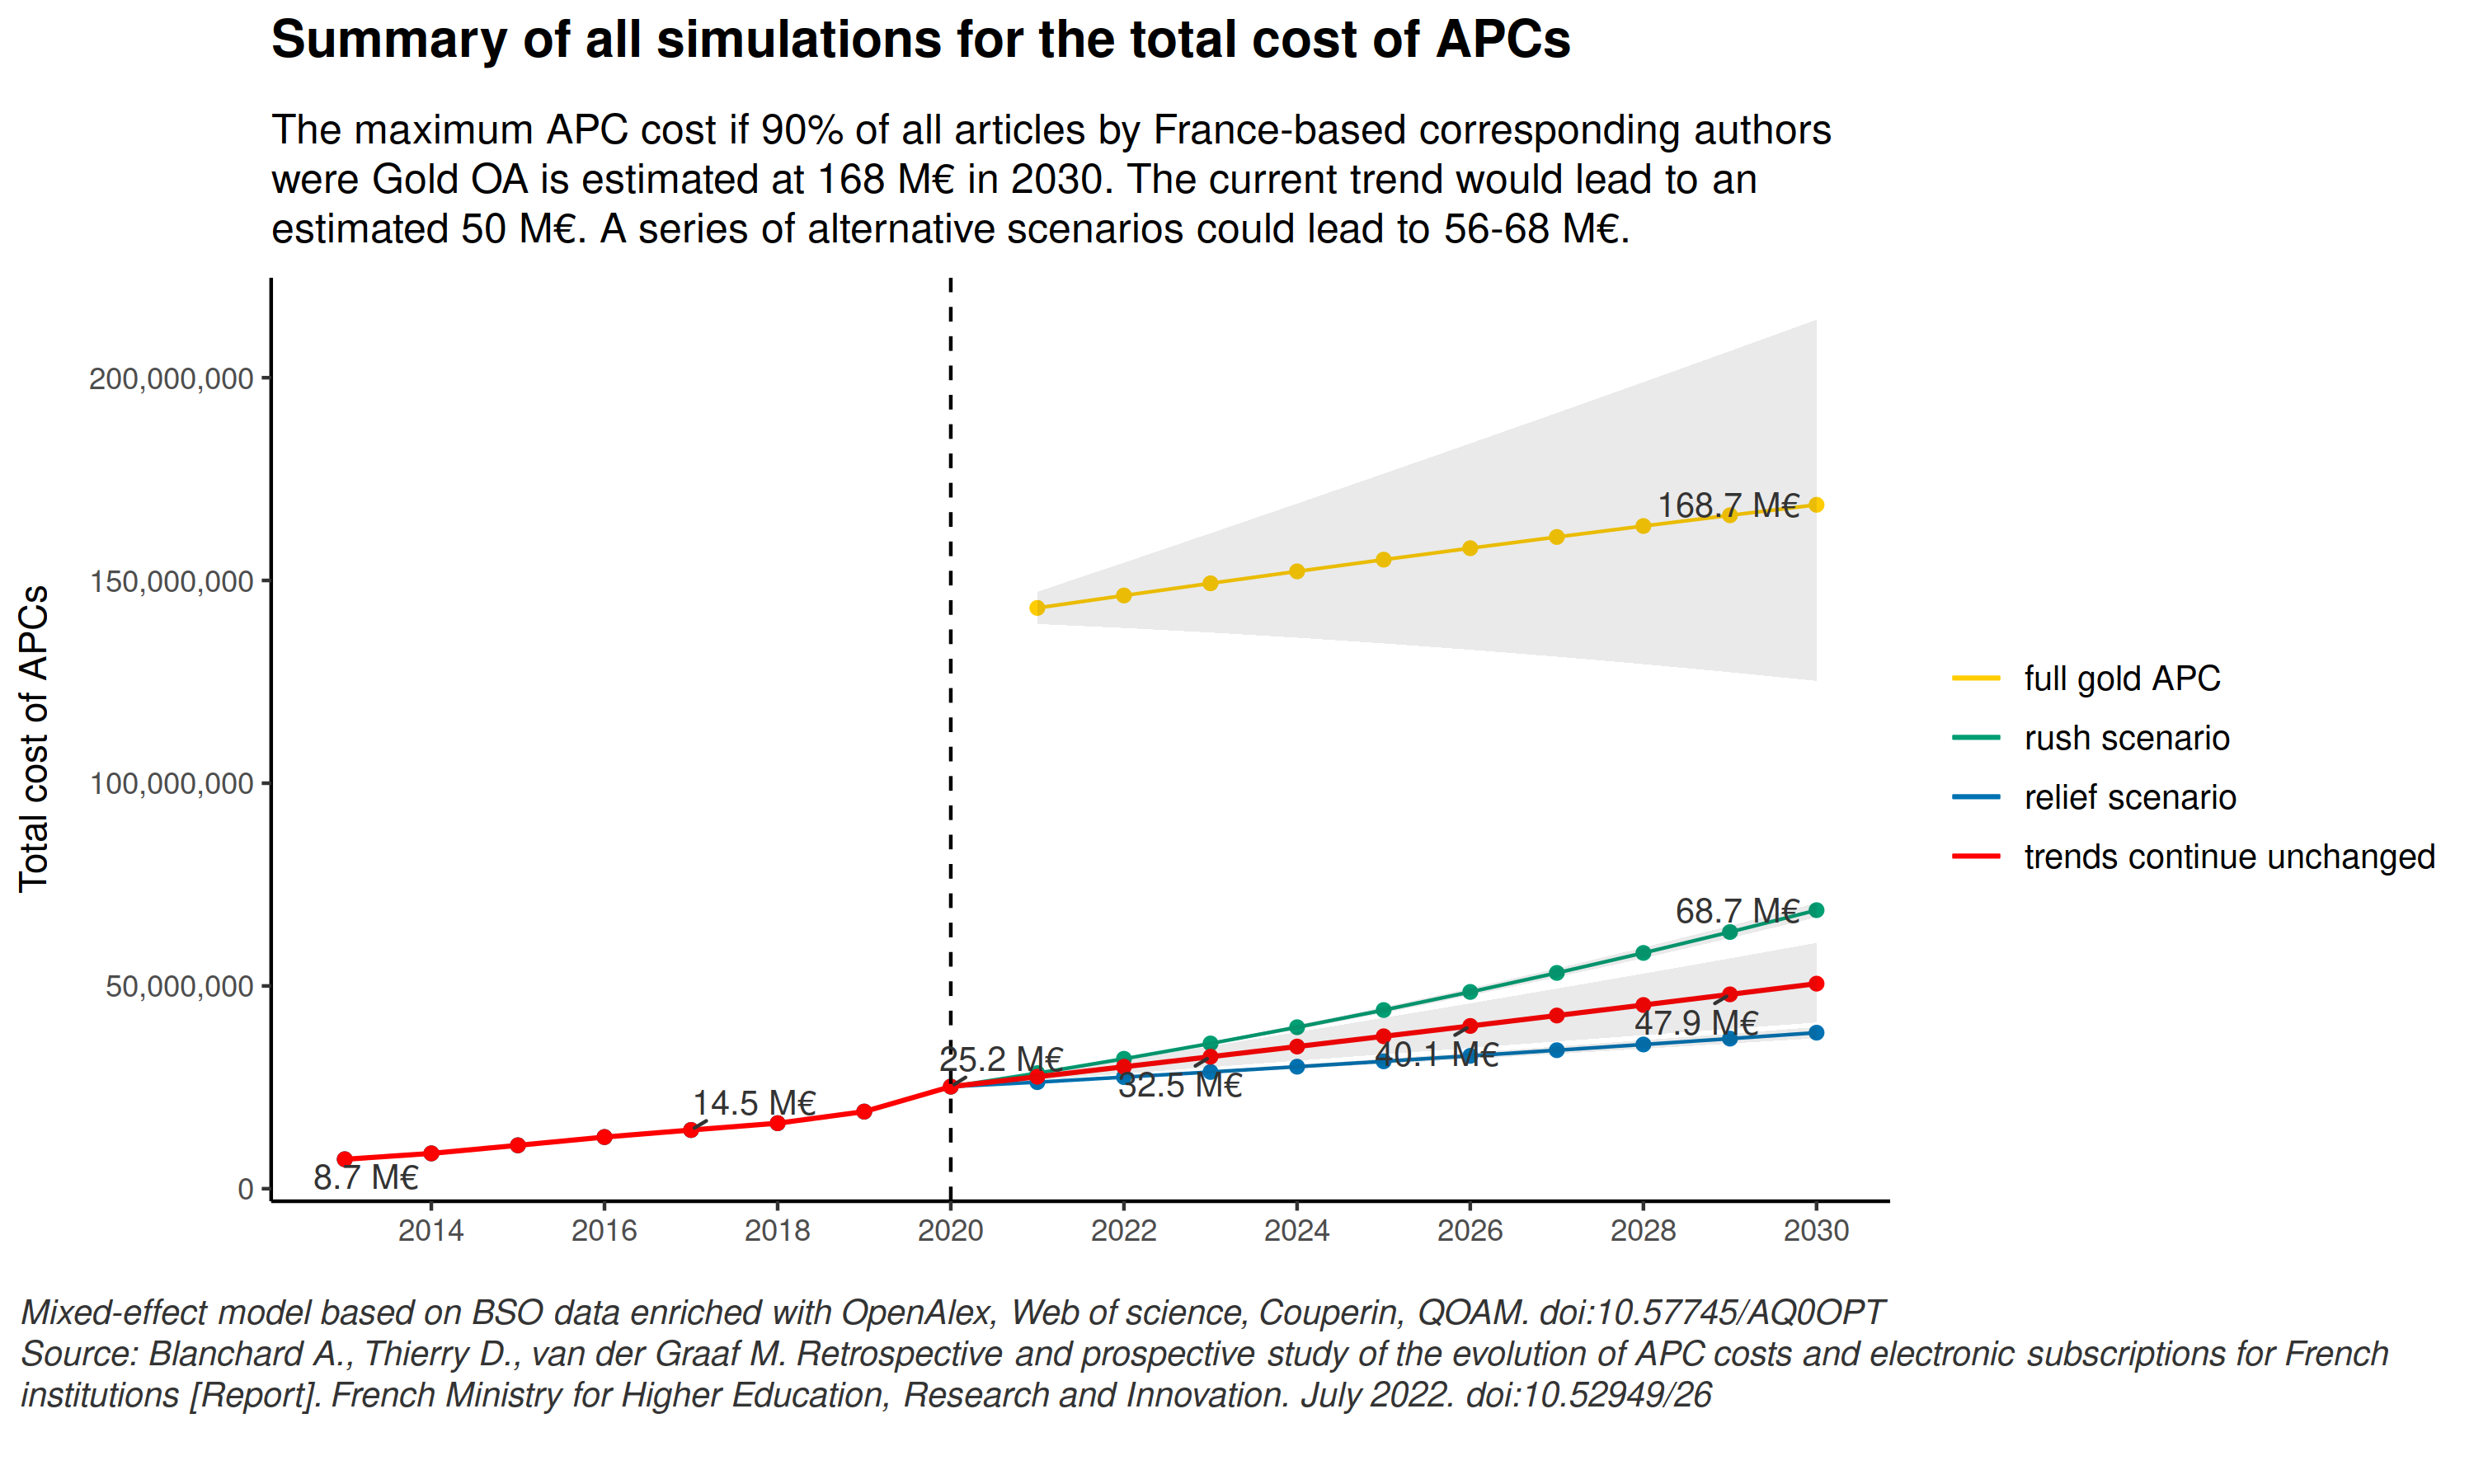 Summary of all simulations for the total cost of APCs
The maximum APC cost if 90% of all articles by France-based corresponding authors
were Gold OA is estimated at 168 M€ in 2030. The current trend would lead to an
estimated 50 M€. A series of alternative scenarios could lead to 56-68 M€.
Total cost of APCs
200,000,000
150,000,000
100,000,000
50,000,000
0
168.7 M€
68.7 M€
47.9 M€
40.1 M€
32.5 M€
25.2 M€
14.5 M€
8.7 M€
2014
2016
2018
2020
2022
2024
2026
2028
2030
full gold APC
rush scenario
relief scenario
trends continue unchanged
Mixed-effect model based on BSO data enriched with OpenAlex, Web of science, Couperin, QOAM. doi:10.57745/AQ0OPT
Source: Blanchard A., Thierry D., van der Graaf M. Retrospective and prospective study of the evolution of APC costs and electronic subscriptions for French
institutions [Report]. French Ministry for Higher Education, Research and Innovation. July 2022. doi:10.52949/26